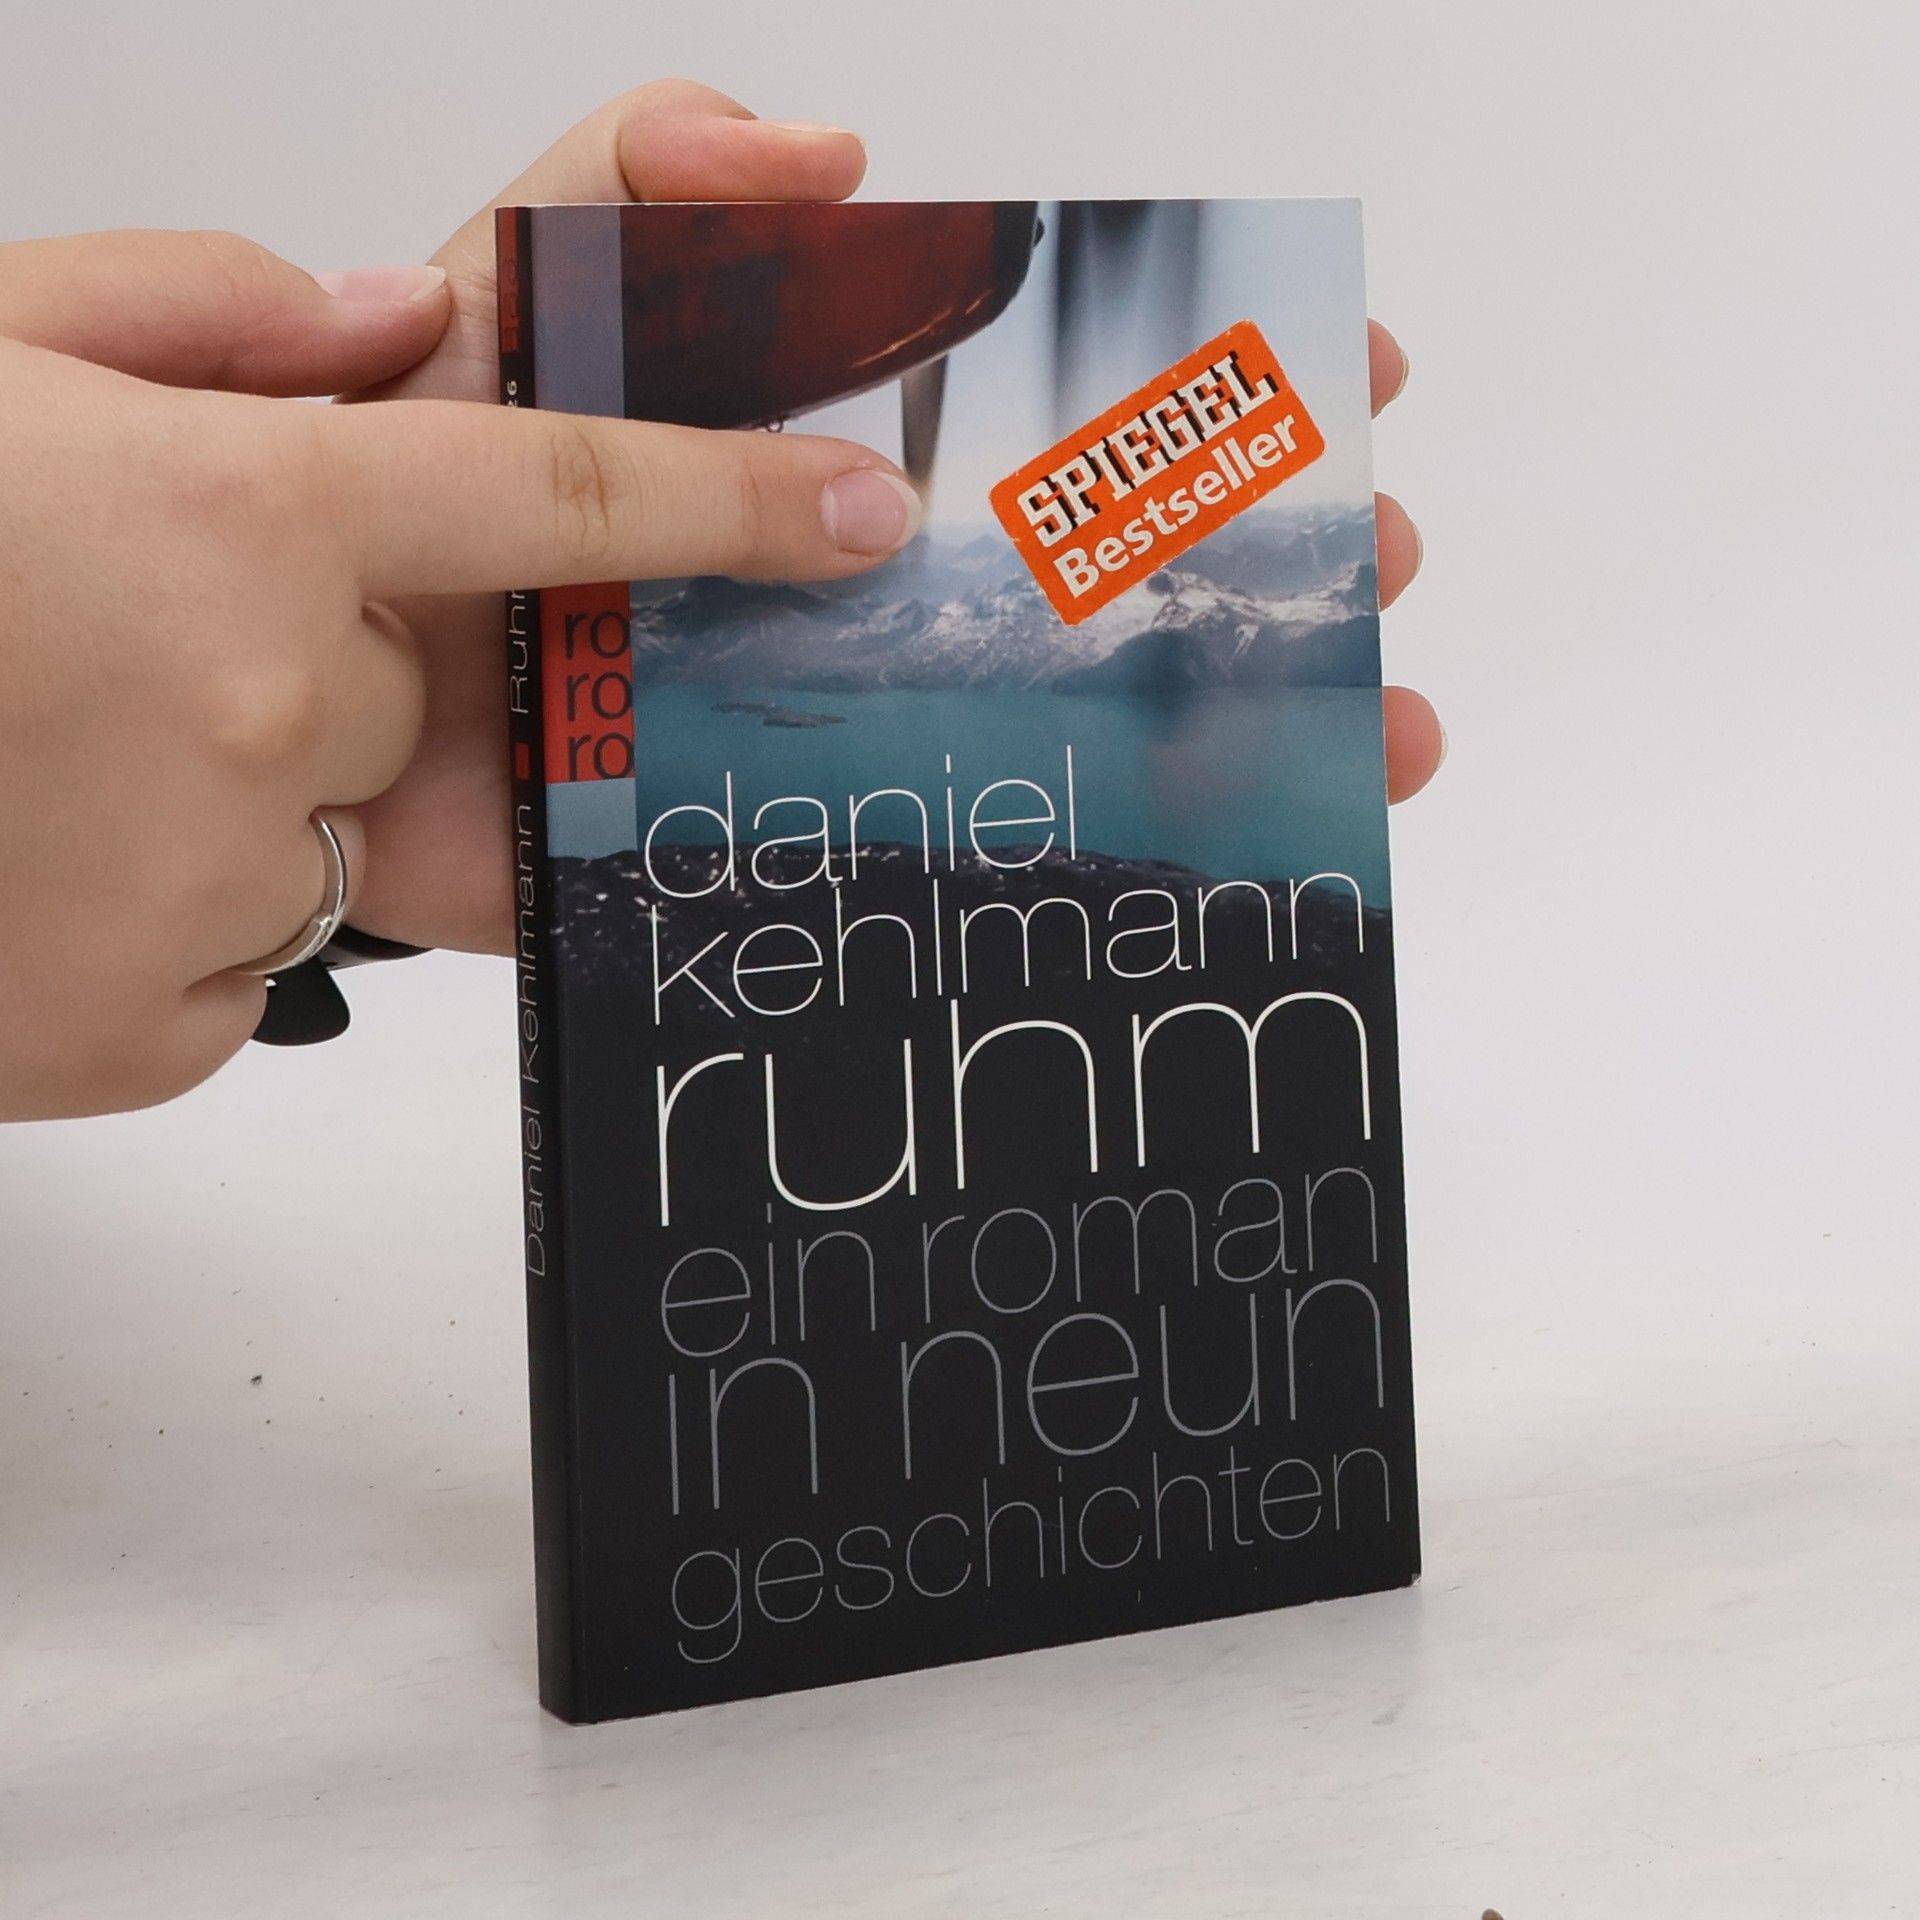 SPIEGEL
Bestseller
ro
ro
ro
daniel
kehlmann
ruhm
ein roman
in neun
geschichten
Daniel Kehlmann